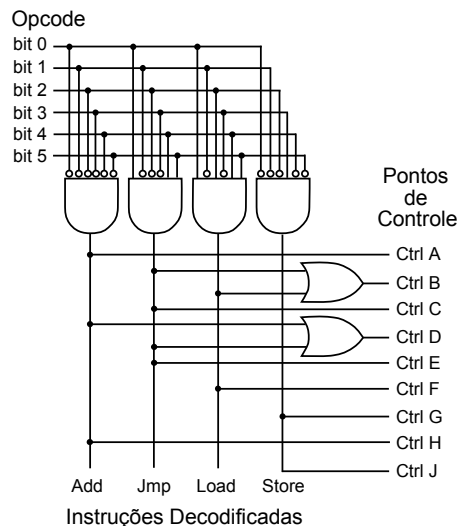 Opcode
bit 0
bit 1
bit 2
bit 3
bit 4
bit 5
Pontos
de
Controle
Ctrl A
Ctrl B
Ctrl C
Ctrl D
Ctrl E
Ctrl F
Ctrl G
Ctrl H
Ctrl J
Add Jmp Load Store
Instruções Decodificadas